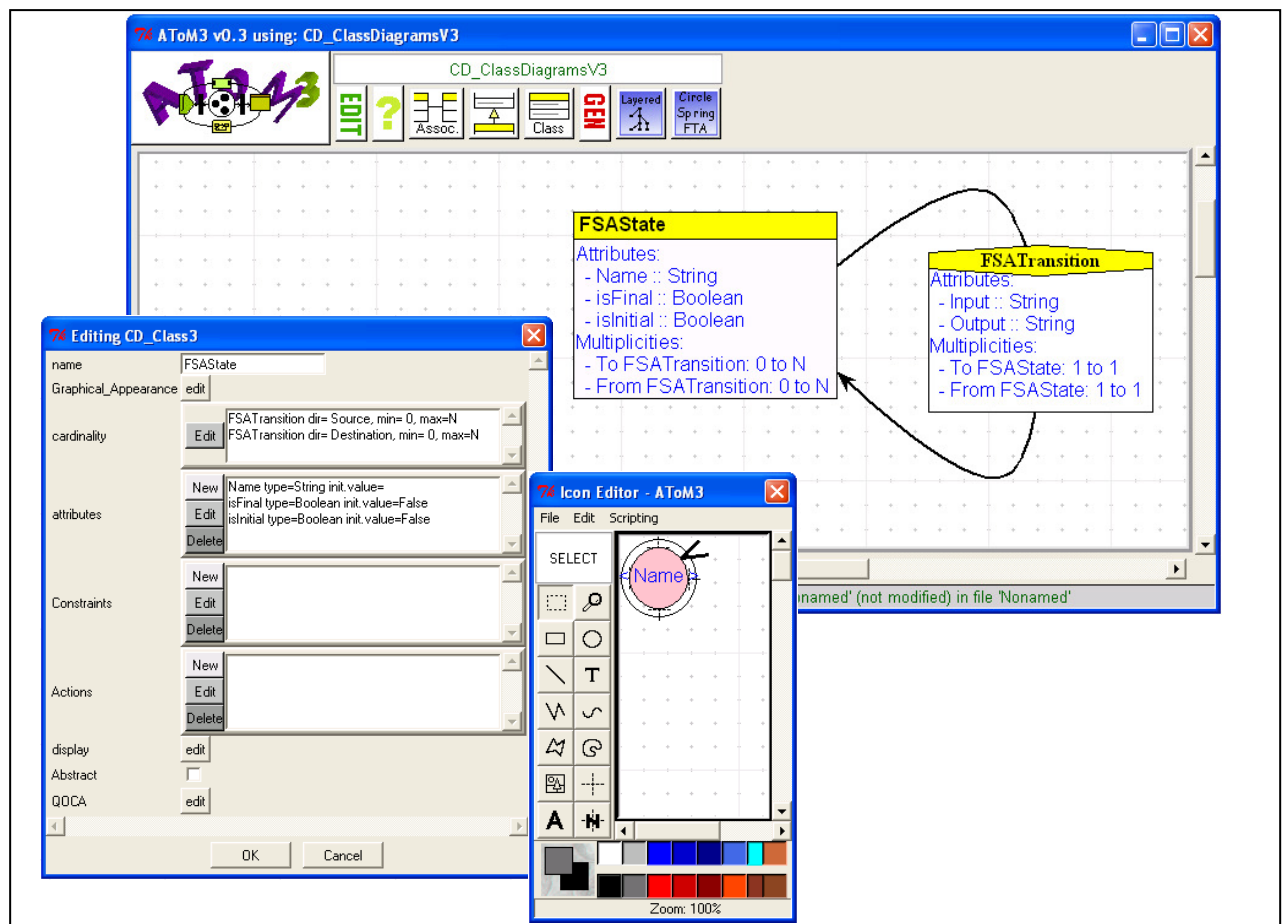 AToM3 v0.3 using: CD_ClassDiagramsV3
ATOM3
CD_ClassDiagramsV3
EDIT
?
Assoc.
Class
GEN
Layered
Circle
Spring
FTA
FSAState
Attributes:
- Name :: String
- isFinal :: Boolean
- isInitial :: Boolean
Multiplicities:
- To FSATransition: 0 to N
- From FSATransition: 0 to N
FSATransition
Attributes:
- Input :: String
- Output :: String
Multiplicities:
- To FSAState: 1 to 1
- From FSAState: 1 to 1
onamed' (not modified) in file 'Nonamed'
Editing CD_Class3
name FSAState
Graphical_Appearance edit
cardinality Edit
FSATransition dir= Source, min= 0, max=N
FSATransition dir= Destination, min= 0, max=N
attributes
New
Edit
Delete
Name type=String init.value=
isFinal type=Boolean init.value=False
isInitial type=Boolean init.value=False
Constraints
New
Edit
Delete
Actions
New
Edit
Delete
display edit
Abstract
QOCA edit
OK Cancel
Icon Editor - AToM3
File Edit Scripting
SELECT
Name
T
A
N
Zoom: 100%